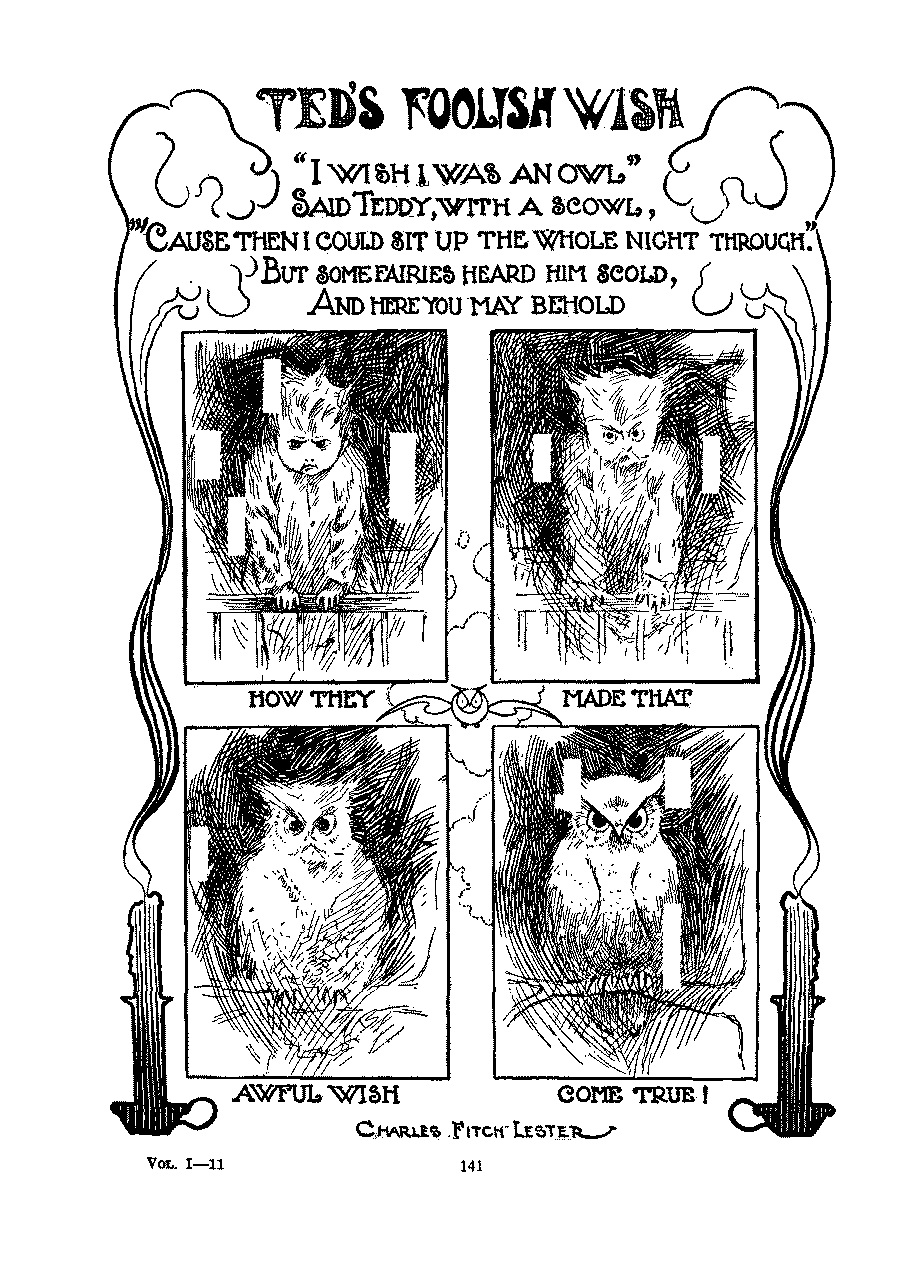 TED'S FOOLISH WISH
"I WISH I WAS AN OWL"
SAID TEDDY, WITH A SCOWL,
"'CAUSE THEN I COULD SIT UP THE WHOLE NIGHT THROUGH."
BUT SOME FAIRIES HEARD HIM SCOLD,
AND HERE YOU MAY BEHOLD
HOW THEY MADE THAT
AWFUL WISH COME TRUE!
CHARLES FITCH LESTER
VOL. I—11 141